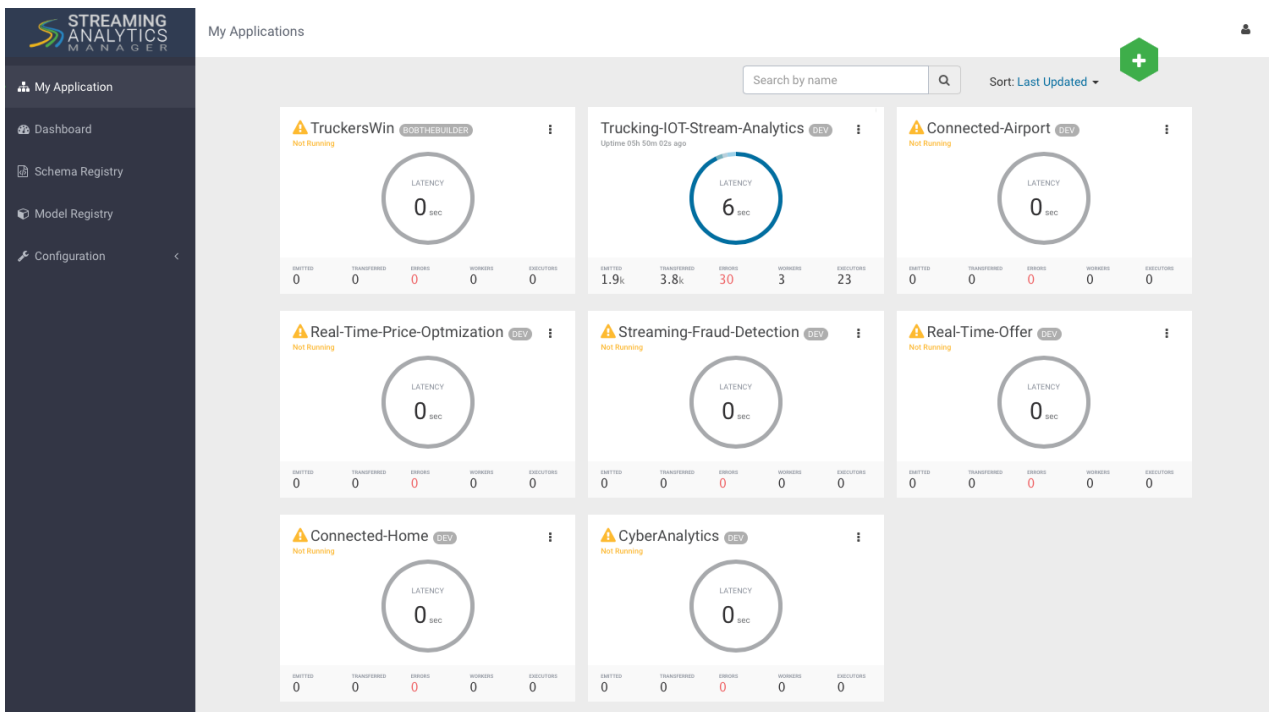 STREAMING
ANALYTICS
MANAGER
My Applications
My Application
Dashboard
Schema Registry
Model Registry
Configuration
Search by name
Sort: Last Updated
TruckersWin BOBTHEBUILDER
Not Running
LATENCY
0 sec
EMITTED TRANSFERRED ERRORS WORKERS EXECUTORS
0 0 0 0 0
Trucking-IOT-Stream-Analytics DEV
Uptime 05h 50m 02s ago
LATENCY
6 sec
EMITTED TRANSFERRED ERRORS WORKERS EXECUTORS
1.9k 3.8k 30 3 23
Connected-Airport DEV
Not Running
LATENCY
0 sec
EMITTED TRANSFERRED ERRORS WORKERS EXECUTORS
0 0 0 0 0
Real-Time-Price-Optmization DEV
Not Running
LATENCY
0 sec
EMITTED TRANSFERRED ERRORS WORKERS EXECUTORS
0 0 0 0 0
Streaming-Fraud-Detection DEV
Not Running
LATENCY
0 sec
EMITTED TRANSFERRED ERRORS WORKERS EXECUTORS
0 0 0 0 0
Real-Time-Offer DEV
Not Running
LATENCY
0 sec
EMITTED TRANSFERRED ERRORS WORKERS EXECUTORS
0 0 0 0 0
Connected-Home DEV
Not Running
LATENCY
0 sec
EMITTED TRANSFERRED ERRORS WORKERS EXECUTORS
0 0 0 0 0
CyberAnalytics DEV
Not Running
LATENCY
0 sec
EMITTED TRANSFERRED ERRORS WORKERS EXECUTORS
0 0 0 0 0